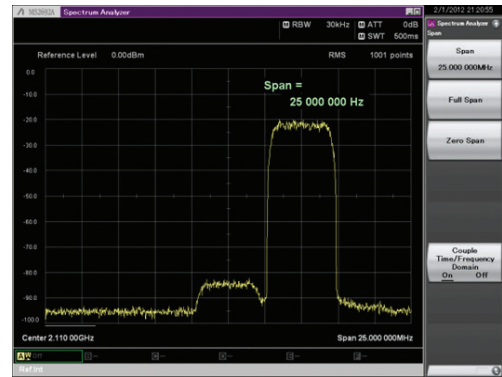 MS2692A Spectrum Analyzer
2/1/2012 21:20:55
RBW 30kHz ATT 0dB
SWT 500ms
Spectrum Analyzer
Span
Reference Level 0.00dBm RMS 1001 points
Span
25.000 000MHz
Full Span
Zero Span
Couple
Time/Frequency
Domain
On Off
0.0
-10.0
-20.0
-30.0
-40.0
-50.0
-60.0
-70.0
-80.0
-90.0
-100.0
Span =
25 000 000 Hz
Center 2.110 00GHz Span 25.000 000MHz
Ref.Int